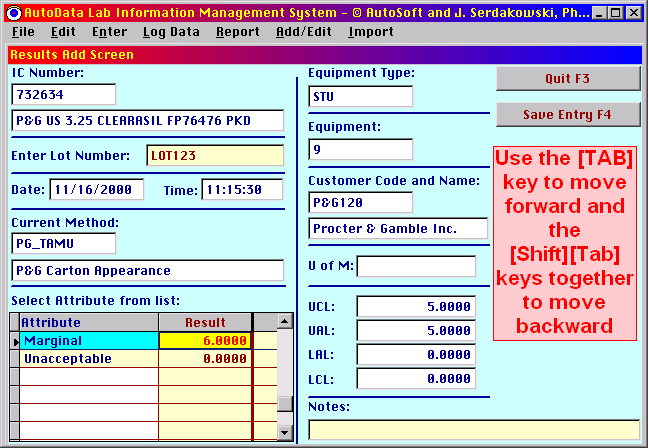 AutoData Lab Information Management System - © AutoSoft and J. Serdakowski, Ph...
File Edit Enter Log Data Report Add/Edit Import
Results Add Screen
IC Number:
732634
P&G US 3.25 CLEARASIL FP76476 PKD
Enter Lot Number: LOT123
Date: 11/16/2000 Time: 11:15:30
Current Method:
PG_TAMU
P&G Carton Appearance
Select Attribute from list:
Attribute Result
Marginal 6.0000
Unacceptable 0.0000
Equipment Type:
STU
Equipment:
9
Customer Code and Name:
P&G120
Procter & Gamble Inc.
U of M:
UCL: 5.0000
UAL: 5.0000
LAL: 0.0000
LCL: 0.0000
Notes:
Quit F3
Save Entry F4
Use the [TAB]
key to move
forward and
the
[Shift][Tab]
keys together
to move
backward